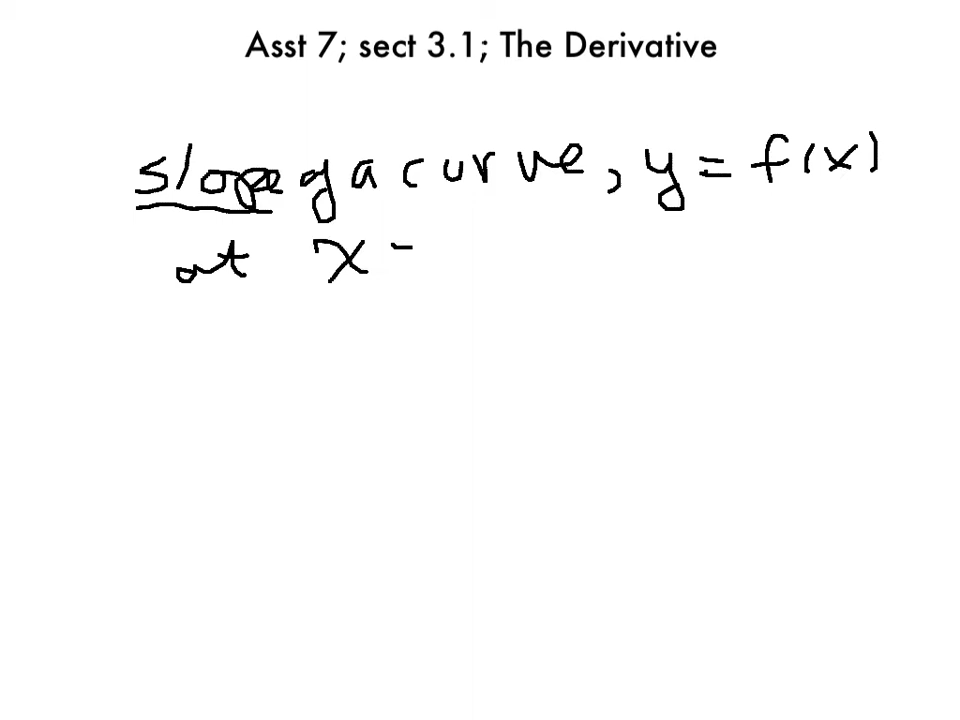 Asst 7; sect 3.1; The Derivative
slope of a curve, y = f(x)
at x -